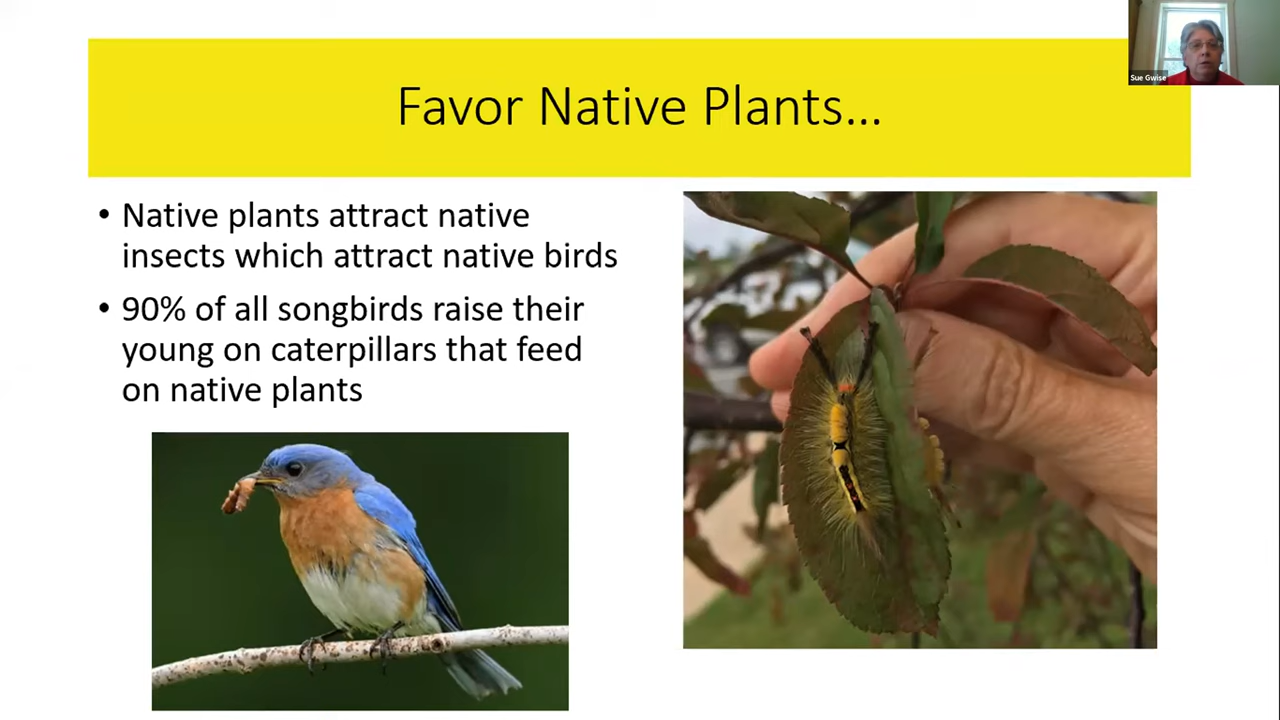 Sue Gwise
Favor Native Plants...
• Native plants attract native
insects which attract native birds
• 90% of all songbirds raise their
young on caterpillars that feed
on native plants